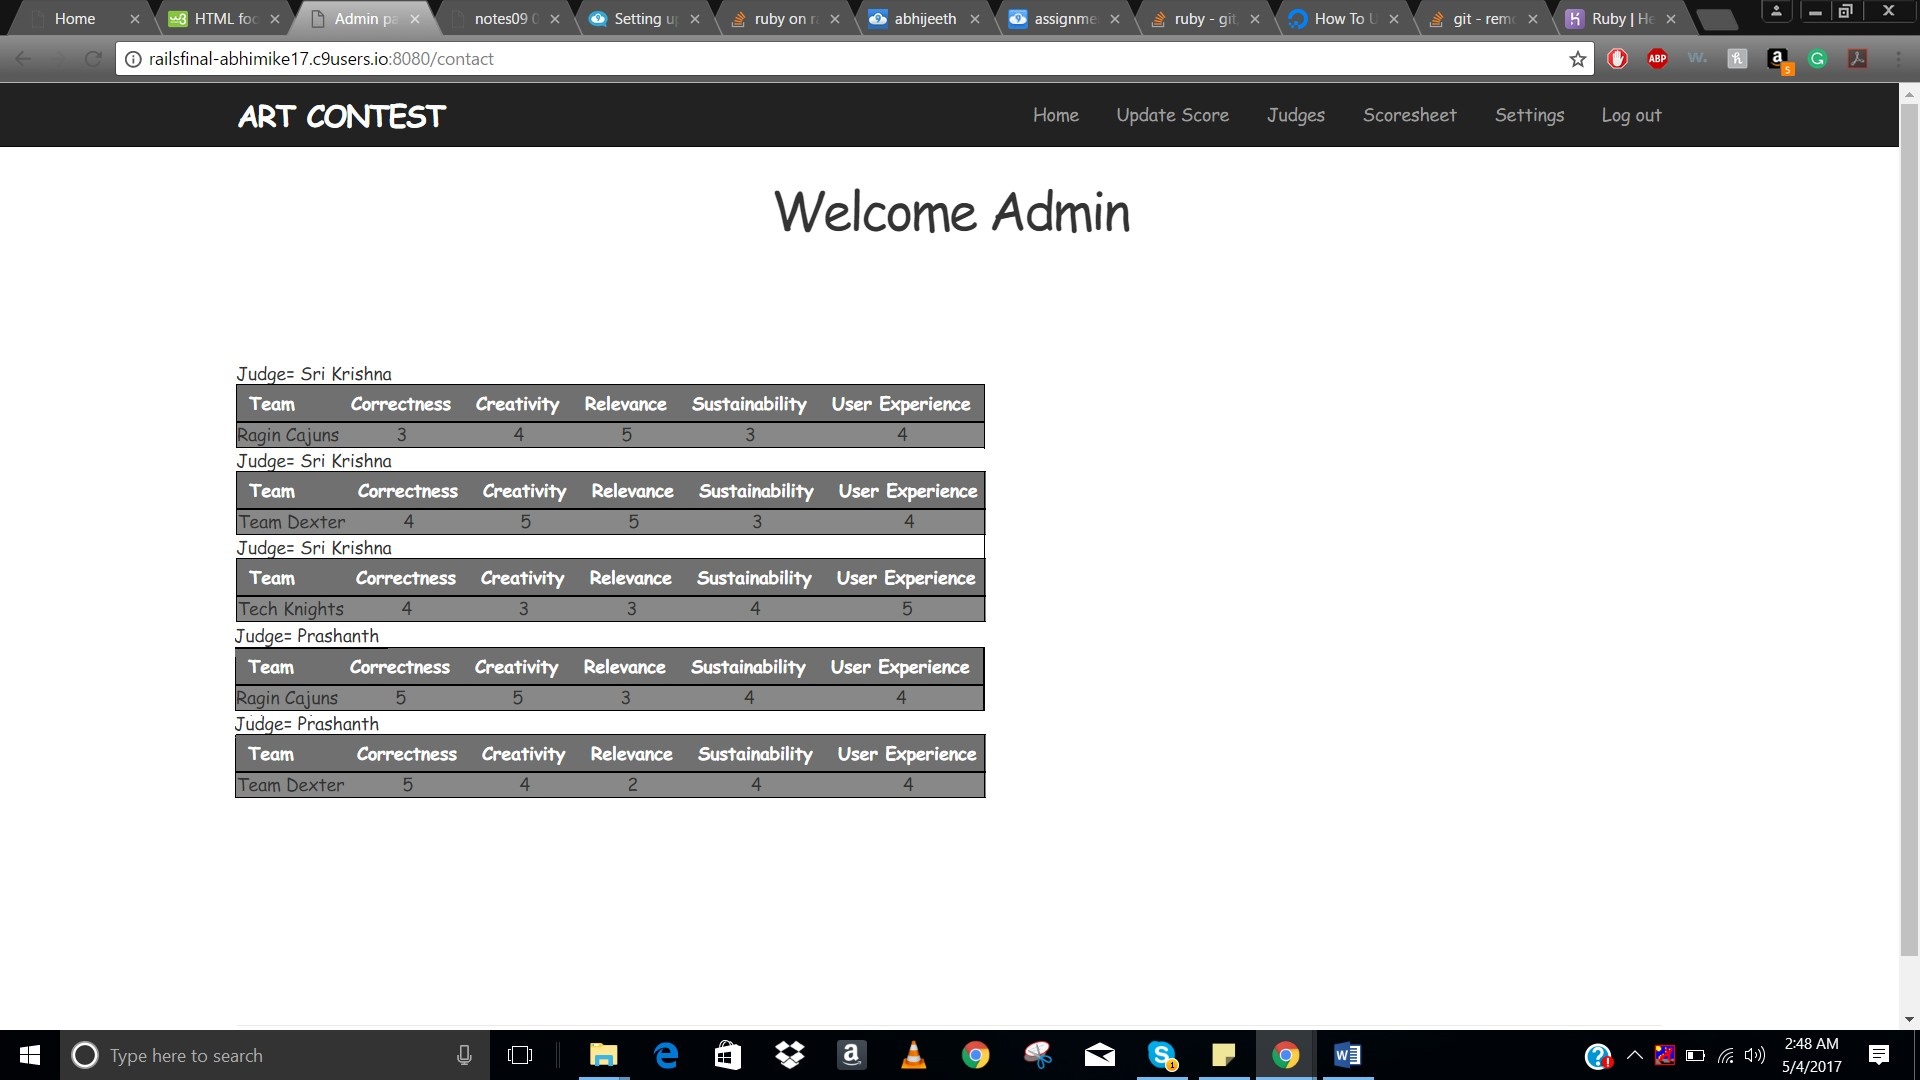 Home HTML foo Admin pa notes09 Setting u ruby on abhijeeth assignme ruby - git, How To U git - rem Ruby | He
railsfinal-abhimike17.c9users.io:8080/contact
ABP w. h a 5 G
ART CONTEST Home Update Score Judges Scoresheet Settings Log out
Welcome Admin
Judge= Sri Krishna
Team Correctness Creativity Relevance Sustainability User Experience
Ragin Cajuns 3 4 5 3 4
Judge= Sri Krishna
Team Correctness Creativity Relevance Sustainability User Experience
Team Dexter 4 5 5 3 4
Judge= Sri Krishna
Team Correctness Creativity Relevance Sustainability User Experience
Tech Knights 4 3 3 4 5
Judge= Prashanth
Team Correctness Creativity Relevance Sustainability User Experience
Ragin Cajuns 5 5 3 4 4
Judge= Prashanth
Team Correctness Creativity Relevance Sustainability User Experience
Team Dexter 5 4 2 4 4
Type here to search
2:48 AM
5/4/2017